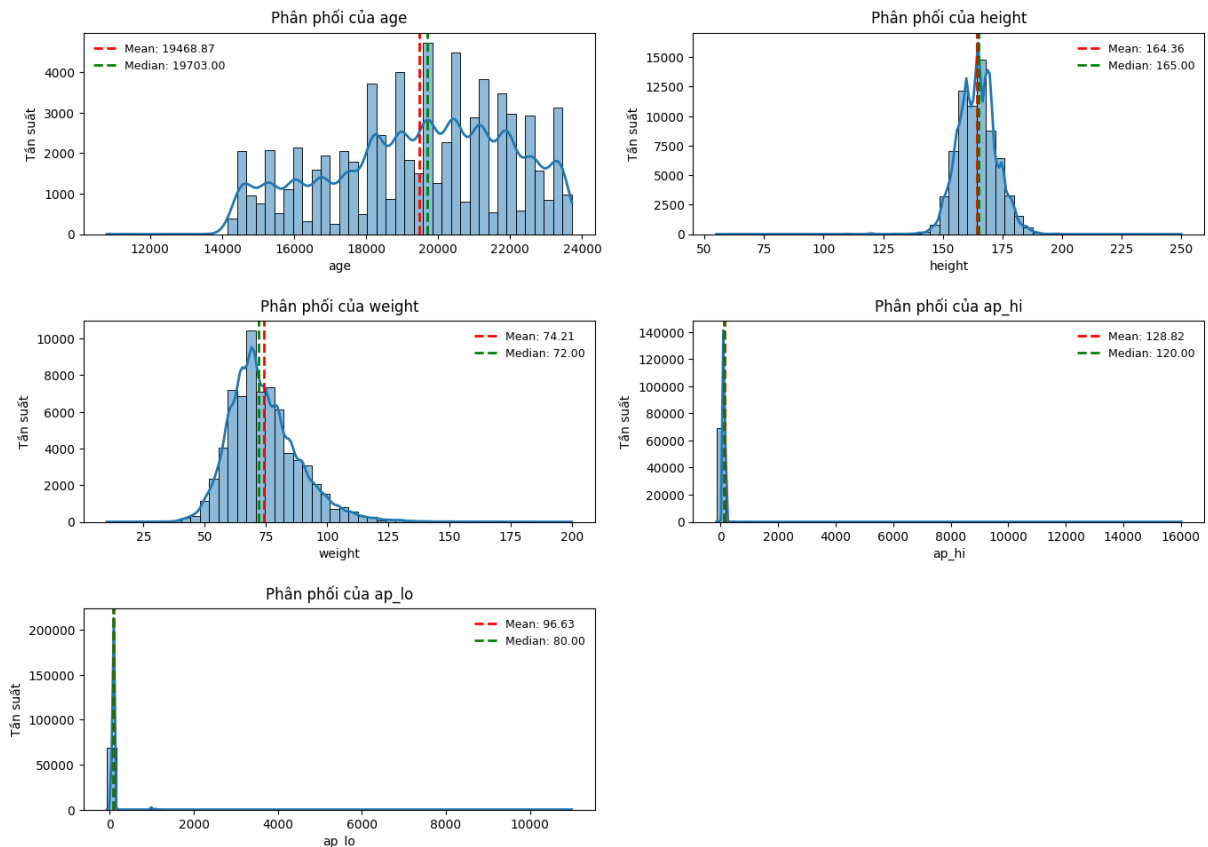 Phân phối của age
Mean: 19468.87
Median: 19703.00
Tần suất
4000
3000
2000
1000
0
12000 14000 16000 18000 20000 22000 24000
age
Phân phối của height
Mean: 164.36
Median: 165.00
Tần suất
15000
12500
10000
7500
5000
2500
0
50 75 100 125 150 175 200 225 250
height
Phân phối của weight
Mean: 74.21
Median: 72.00
Tần suất
10000
8000
6000
4000
2000
0
25 50 75 100 125 150 175 200
weight
Phân phối của ap_hi
Mean: 128.82
Median: 120.00
Tần suất
140000
120000
100000
80000
60000
40000
20000
0
0 2000 4000 6000 8000 10000 12000 14000 16000
ap_hi
Phân phối của ap_lo
Mean: 96.63
Median: 80.00
Tần suất
200000
150000
100000
50000
0
0 2000 4000 6000 8000 10000
ap_lo